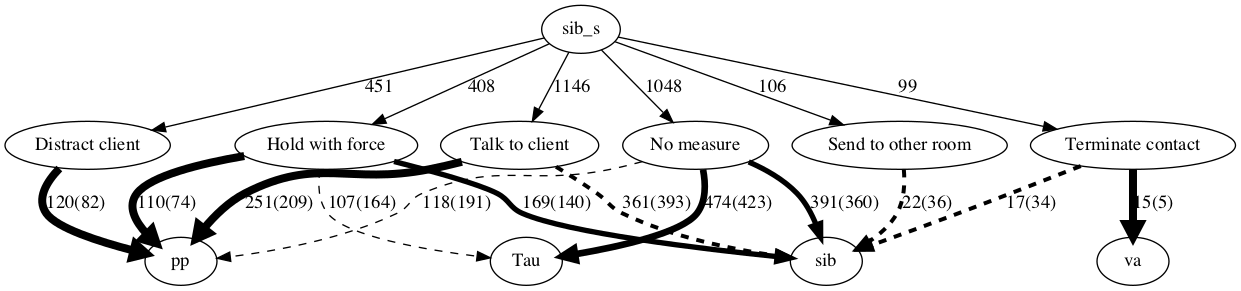 sib_s
451
408
1146
1048
106
99
Distract client
Hold with force
Talk to client
No measure
Send to other room
Terminate contact
120(82)
110(74)
251(209)
107(164)
118(191)
169(140)
361(393)
474(423)
391(360)
22(36)
17(34)
15(5)
pp
Tau
sib
va